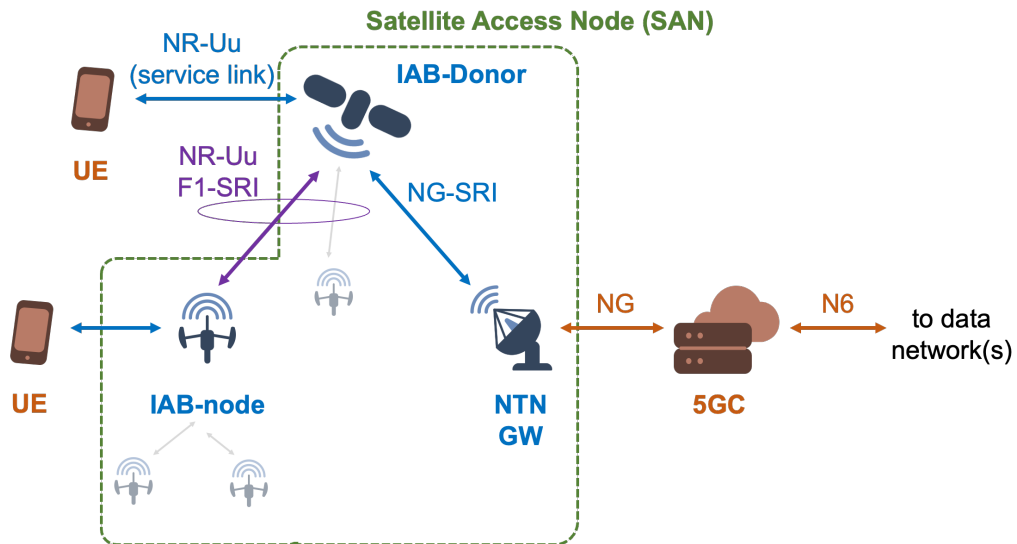 Satellite Access Node (SAN)
NR-Uu
(service link)
IAB-Donor
UE
NR-Uu
F1-SRI
NG-SRI
NG
N6
to data
network(s)
UE
IAB-node
NTN
GW
5GC